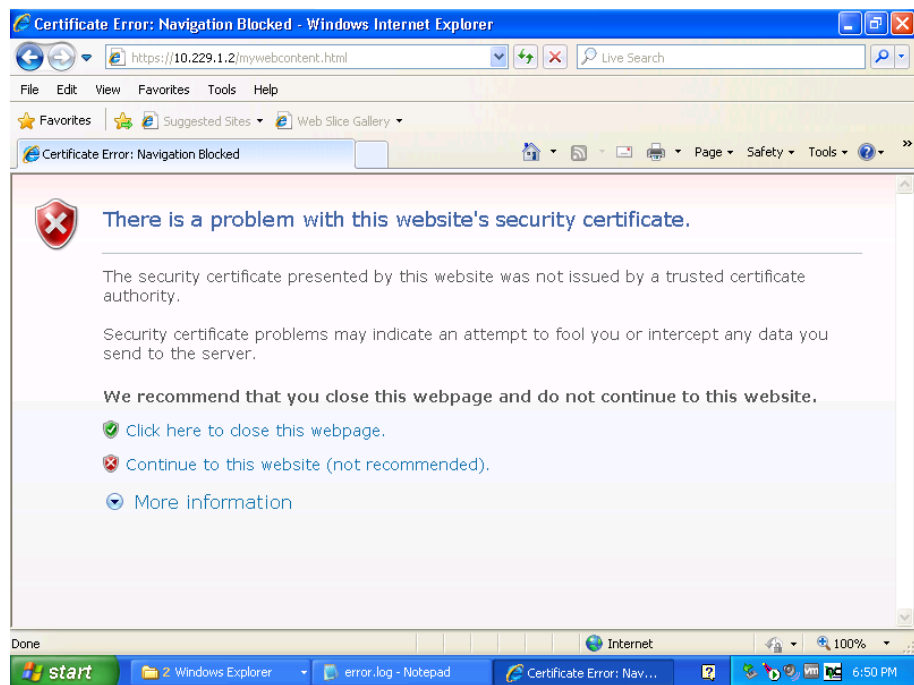 Certificate Error: Navigation Blocked - Windows Internet Explorer
https://10.229.1.2/mywebcontent.html
Live Search
File Edit View Favorites Tools Help
Favorites Suggested Sites Web Slice Gallery
Certificate Error: Navigation Blocked Page Safety Tools
There is a problem with this website's security certificate.
The security certificate presented by this website was not issued by a trusted certificate
authority.
Security certificate problems may indicate an attempt to fool you or intercept any data you
send to the server.
We recommend that you close this webpage and do not continue to this website.
Click here to close this webpage.
Continue to this website (not recommended).
More information
Done Internet 100%
start 2 Windows Explorer error.log - Notepad Certificate Error: Nav... vm 6:50 PM